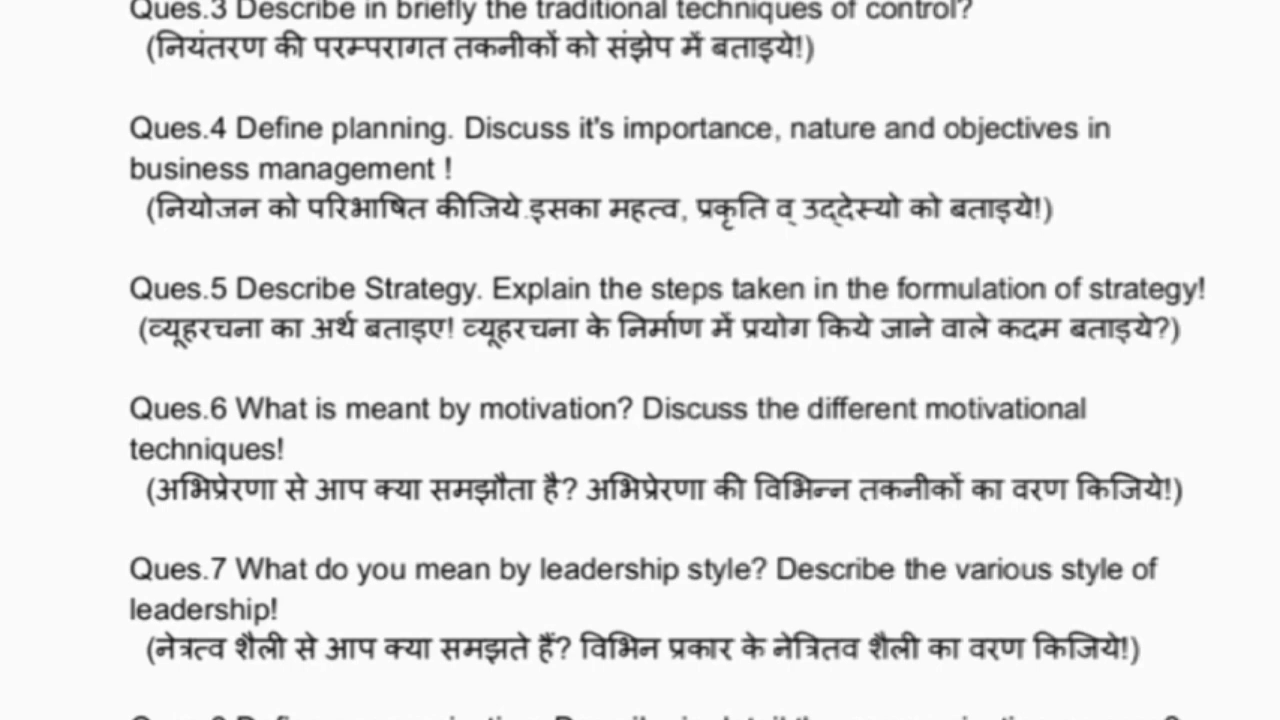 Ques.3 Describe in briefly the traditional techniques of control?
(नियंतरण की परम्परागत तकनीकों को संझेप में बताइये!)
Ques.4 Define planning. Discuss it's importance, nature and objectives in
business management !
(नियोजन को परिभाषित कीजिये.इसका महत्व, प्रकृति व् उद्देस्यो को बताइये!)
Ques.5 Describe Strategy. Explain the steps taken in the formulation of strategy!
(व्यूहरचना का अर्थ बताइए! व्यूहरचना के निर्माण में प्रयोग किये जाने वाले कदम बताइये?)
Ques.6 What is meant by motivation? Discuss the different motivational
techniques!
(अभिप्रेरणा से आप क्या समझौता है? अभिप्रेरणा की विभिन्न तकनीकों का वरण किजिये!)
Ques.7 What do you mean by leadership style? Describe the various style of
leadership!
(नेत्रत्व शैली से आप क्या समझते हैं? विभिन प्रकार के नेत्रितव शैली का वरण किजिये!)